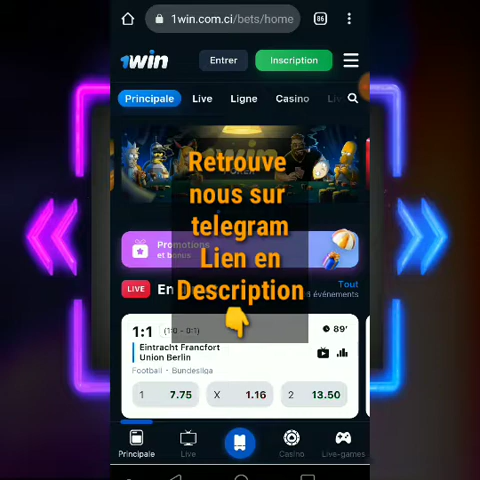 1win.com.ci/bets/home
86
1win
Entrer
Inscription
Principale
Live
Ligne
Casino
Retrouve
nous sur
telegram
Lien en
Description
Promotions
et bonus
LIVE
En
Tout
événements
1:1 (1:0 - 0:1)
89'
Eintracht Francfort
Union Berlin
Football • Bundesliga
1 7.75
X 1.16
2 13.50
Principale
Live
Casino
Live-games